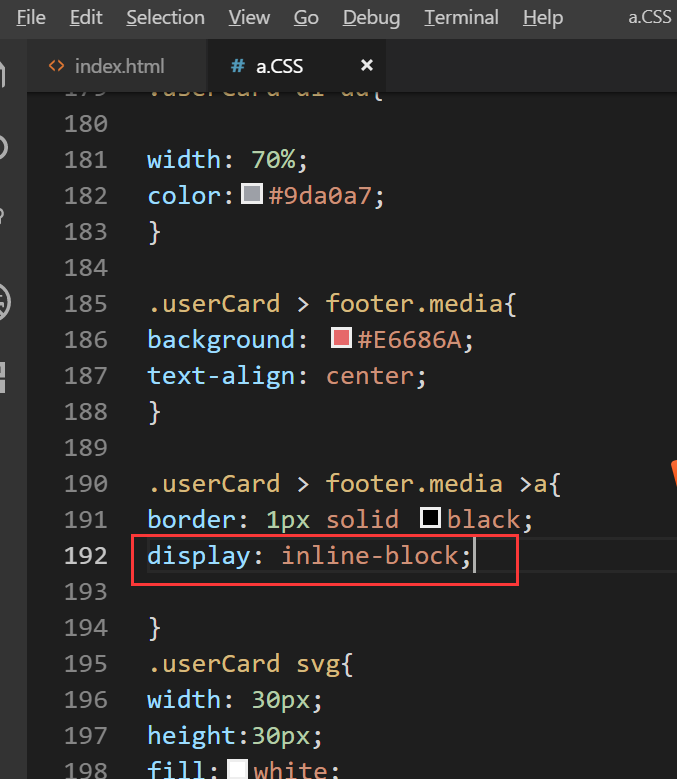 File Edit Selection View Go Debug Terminal Help a.CSS
<> index.html # a.CSS ×
179 .userCard dl dd{
180
181 width: 70%;
182 color: #9da0a7;
183 }
184
185 .userCard > footer.media{
186 background: #E6686A;
187 text-align: center;
188 }
189
190 .userCard > footer.media >a{
191 border: 1px solid black;
192 display: inline-block;
193
194 }
195 .userCard svg{
196 width: 30px;
197 height:30px;
198 fill: white;